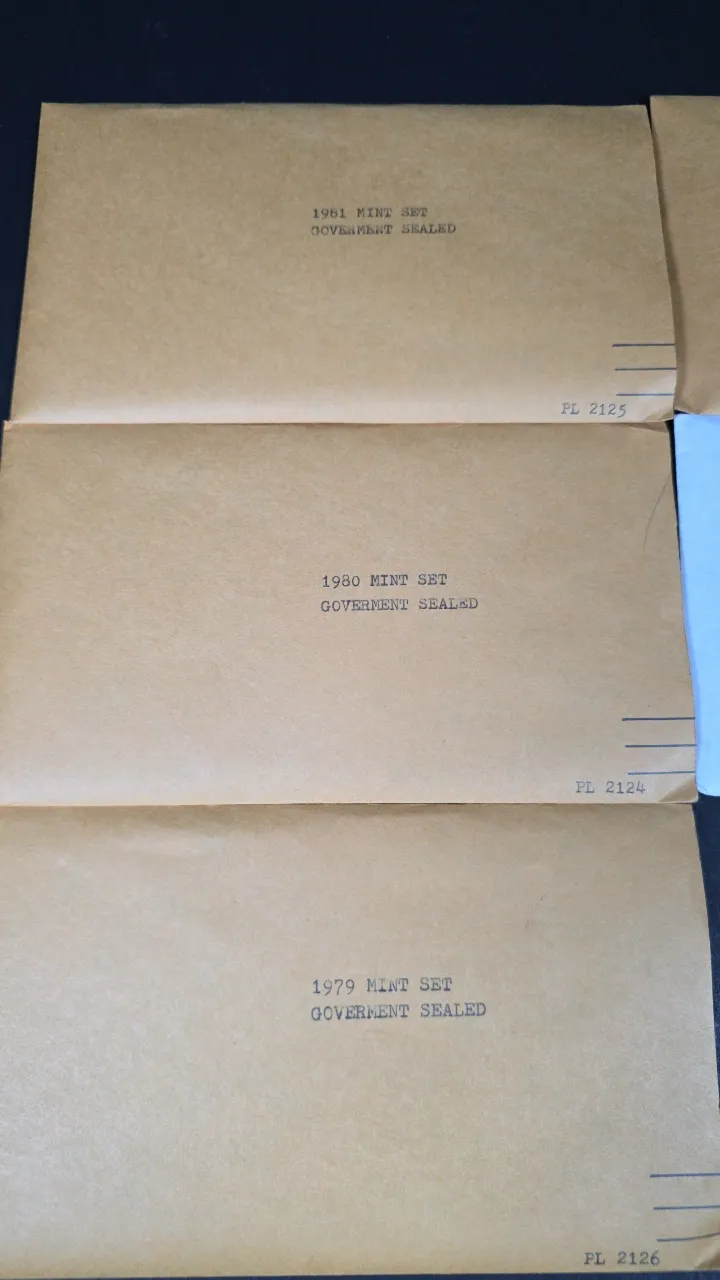 1981 MINT SET
GOVERMENT SEALED
PL 2125
1980 MINT SET
GOVERMENT SEALED
PL 2124
1979 MINT SET
GOVERMENT SEALED
PL 2126